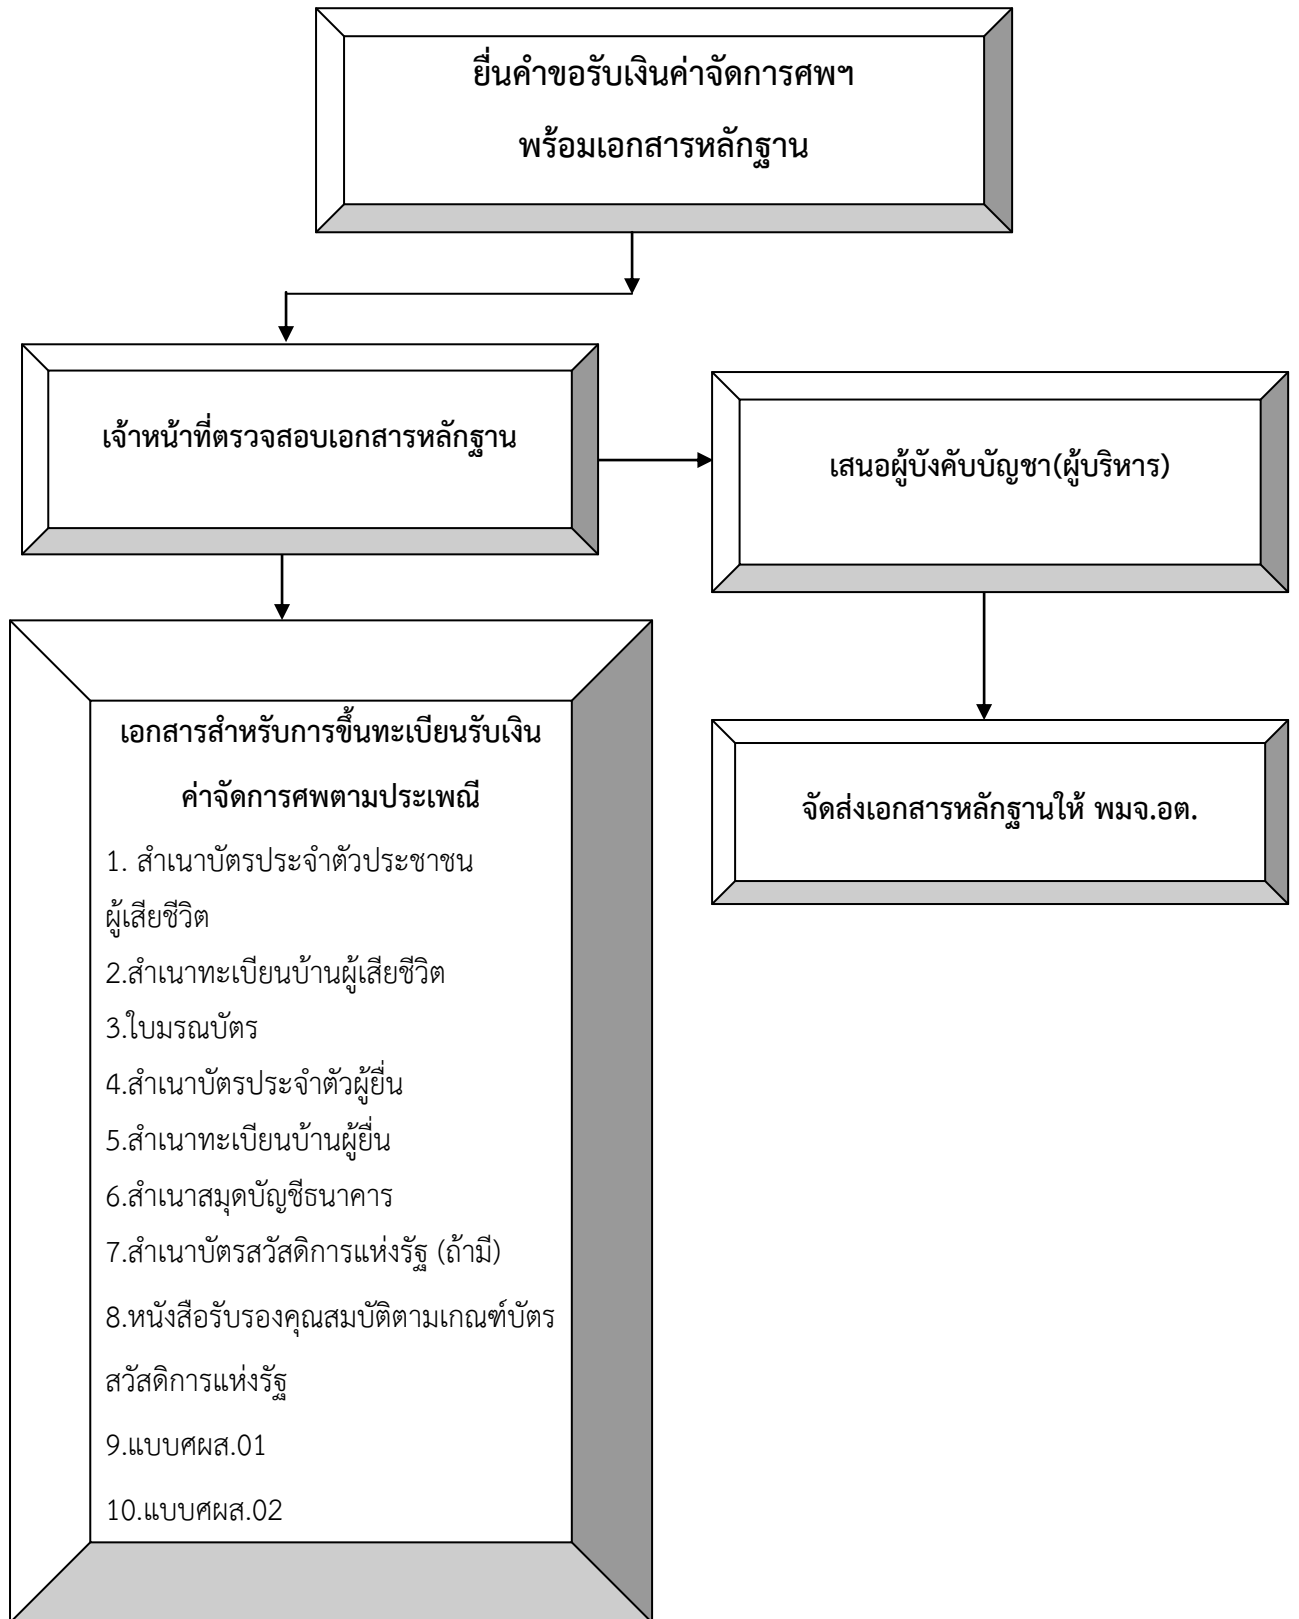 ยื่นคำขอรับเงินค่าจัดการศพฯ
พร้อมเอกสารหลักฐาน
เจ้าหน้าที่ตรวจสอบเอกสารหลักฐาน
เสนอผู้บังคับบัญชา(ผู้บริหาร)
จัดส่งเอกสารหลักฐานให้ พมจ.อต.
เอกสารสำหรับการขึ้นทะเบียนรับเงิน
ค่าจัดการศพตามประเพณี
1. สำเนาบัตรประจำตัวประชาชน
ผู้เสียชีวิต
2.สำเนาทะเบียนบ้านผู้เสียชีวิต
3.ใบมรณบัตร
4.สำเนาบัตรประจำตัวผู้ยื่น
5.สำเนาทะเบียนบ้านผู้ยื่น
6.สำเนาสมุดบัญชีธนาคาร
7.สำเนาบัตรสวัสดิการแห่งรัฐ (ถ้ามี)
8.หนังสือรับรองคุณสมบัติตามเกณฑ์บัตร
สวัสดิการแห่งรัฐ
9.แบบศผส.01
10.แบบศผส.02